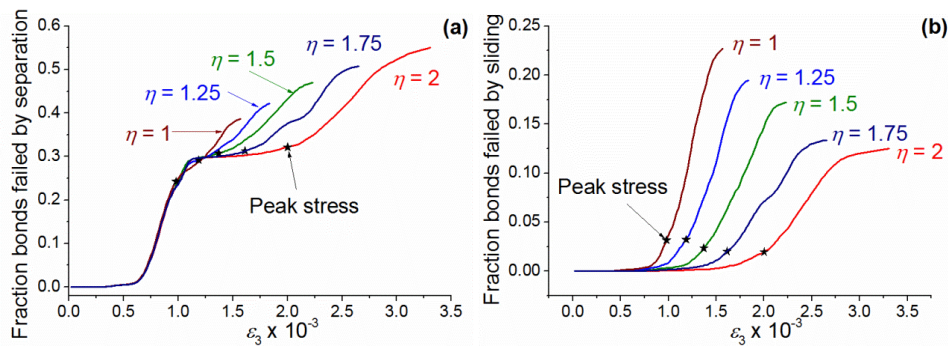 (a)
Fraction bonds failed by separation
0.6
0.5
0.4
0.3
0.2
0.1
0.0
η = 1
η = 1.25
η = 1.5
η = 1.75
η = 2
Peak stress
0.0 0.5 1.0 1.5 2.0 2.5 3.0 3.5
ε3 x 10-3
(b)
Fraction bonds failed by sliding
0.25
0.20
0.15
0.10
0.05
0.00
η = 1
η = 1.25
η = 1.5
η = 1.75
η = 2
Peak stress
0.0 0.5 1.0 1.5 2.0 2.5 3.0 3.5
ε3 x 10-3